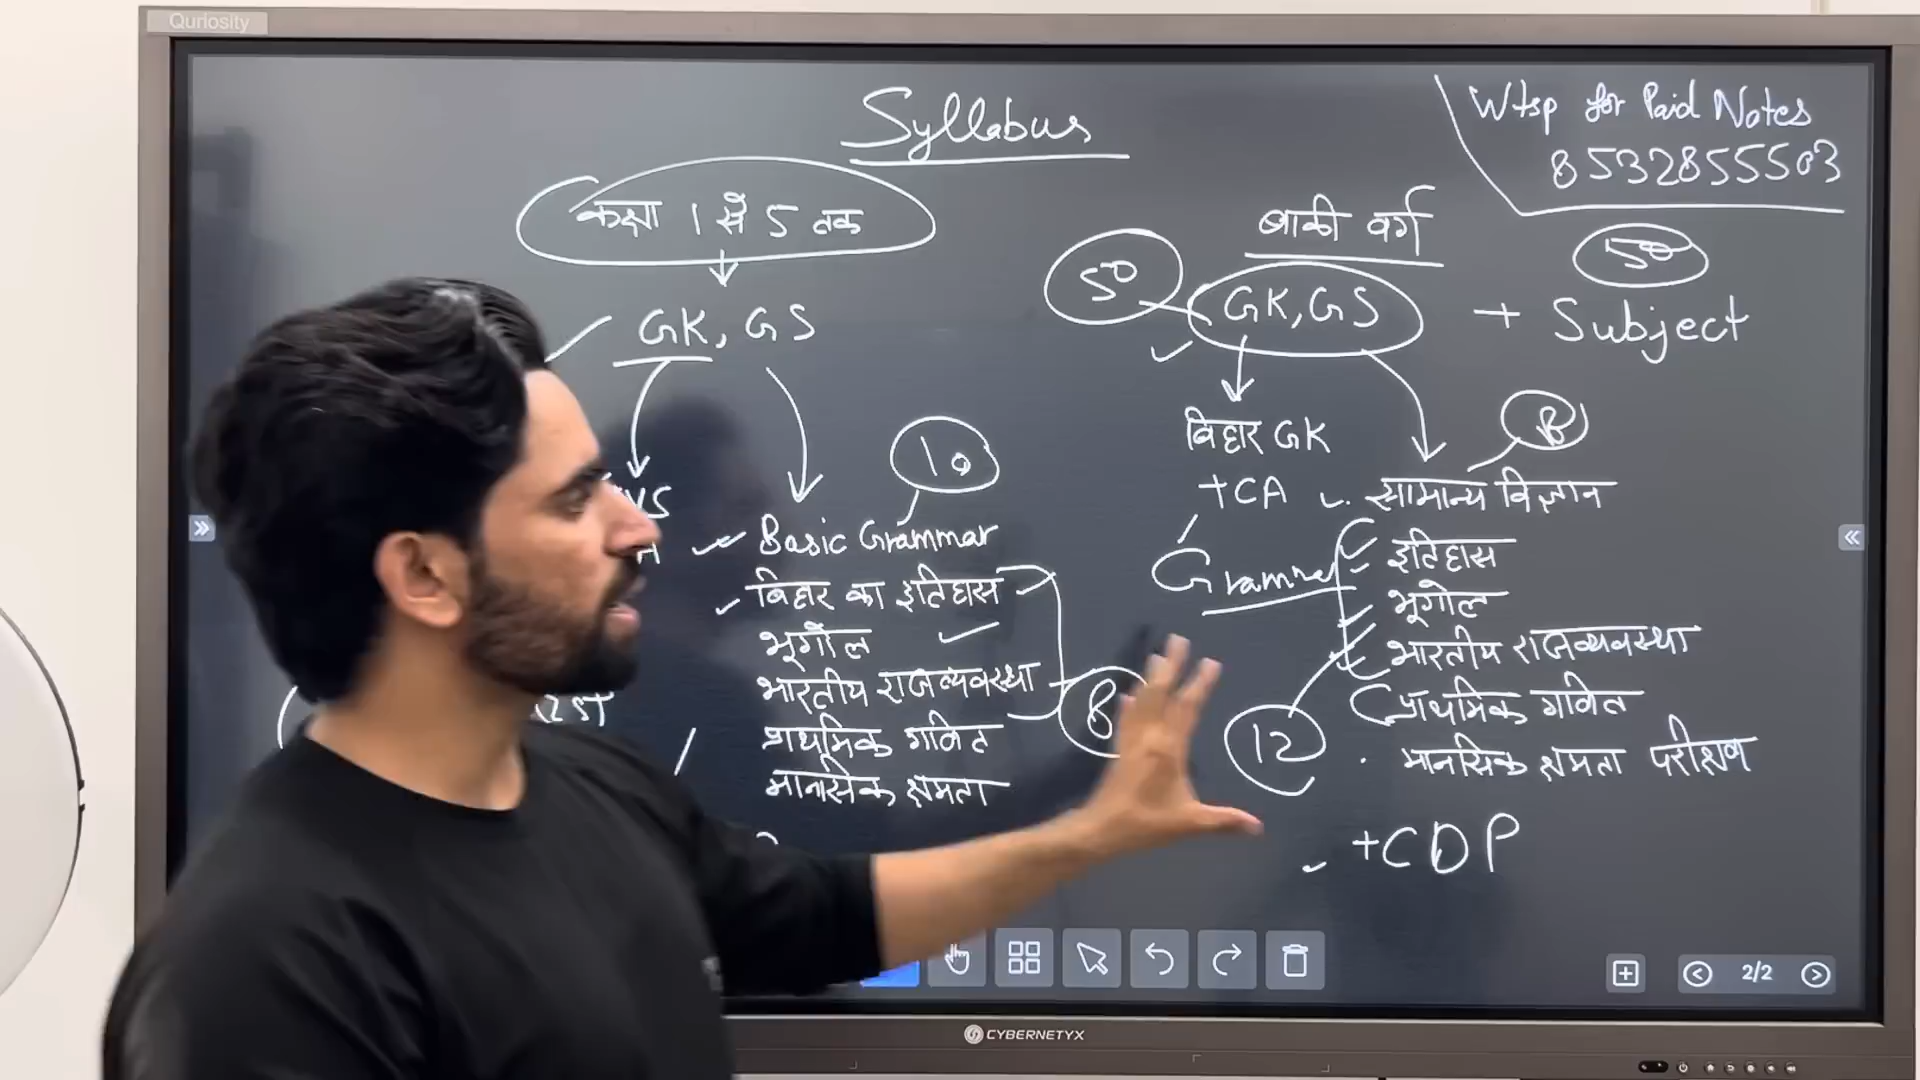 Quriosity
Syllabus
Wtsp for Paid Notes
8532855503
कक्षा 1 से 5 तक
GK, GS
10
Basic Grammar
बिहार का इतिहास
भूगोल
भारतीय राजव्यवस्था
प्राथमिक गणित
मानसिक क्षमता
8
बाकी वर्ग
50
GK, GS + Subject
50
बिहार GK
+CA
Grammer
सामान्य विज्ञान
इतिहास
भूगोल
भारतीय राजव्यवस्था
प्राथमिक गणित
मानसिक क्षमता परीक्षण
12
+CDP
2/2
CYBERNETYX